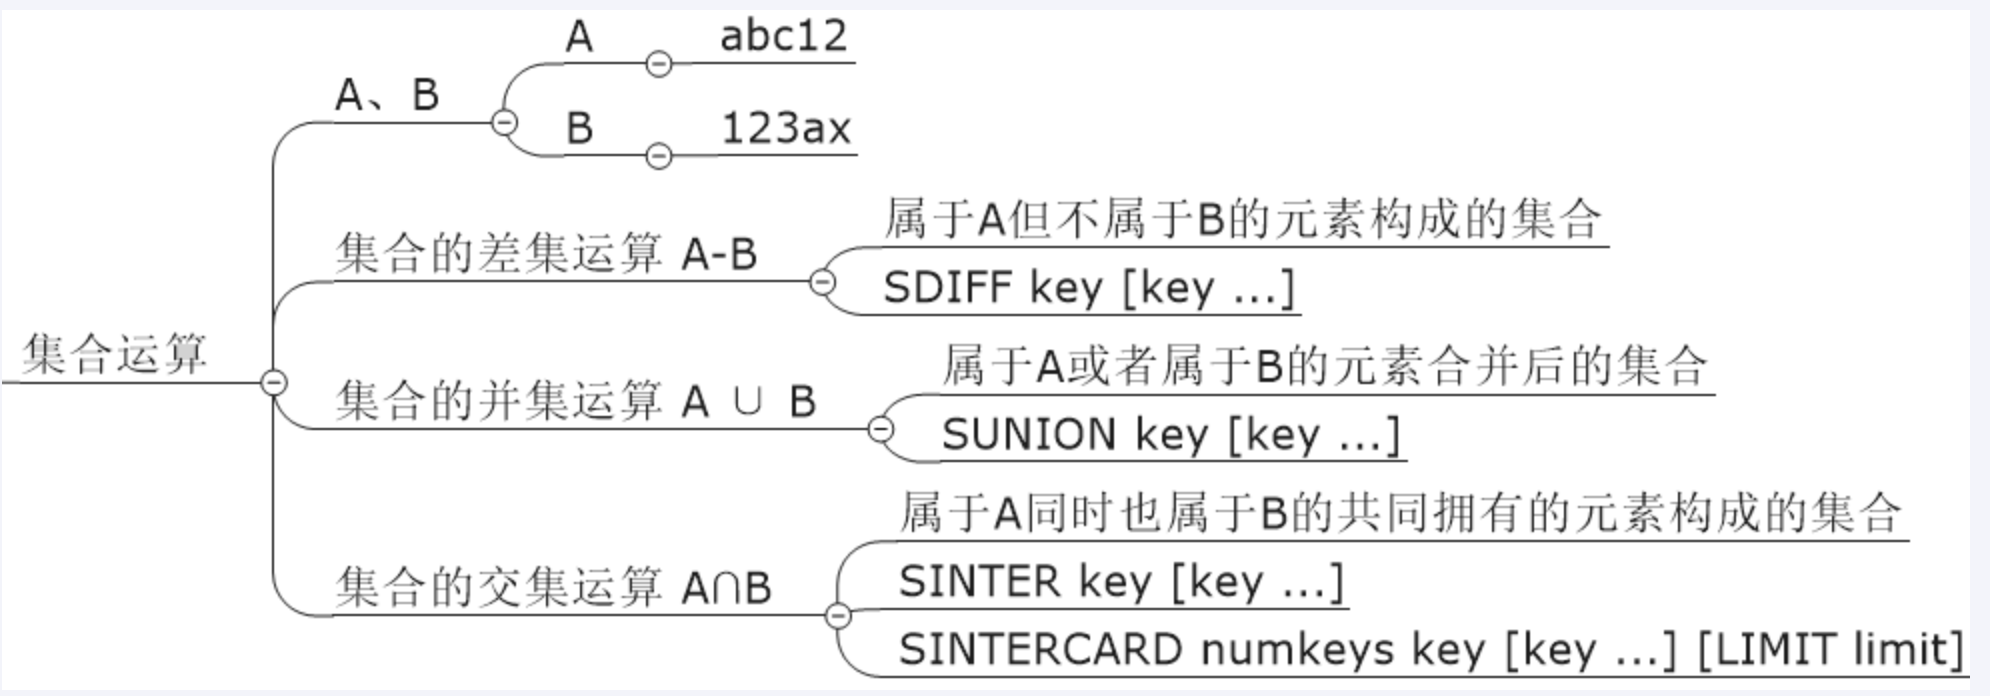 集合运算
A、B
A
abc12
B
123ax
集合的差集运算 A-B
属于A但不属于B的元素构成的集合
SDIFF key [key ...]
集合的并集运算 A ∪ B
属于A或者属于B的元素合并后的集合
SUNION key [key ...]
集合的交集运算 A∩B
属于A同时也属于B的共同拥有的元素构成的集合
SINTER key [key ...]
SINTERCARD numkeys key [key ...] [LIMIT limit]